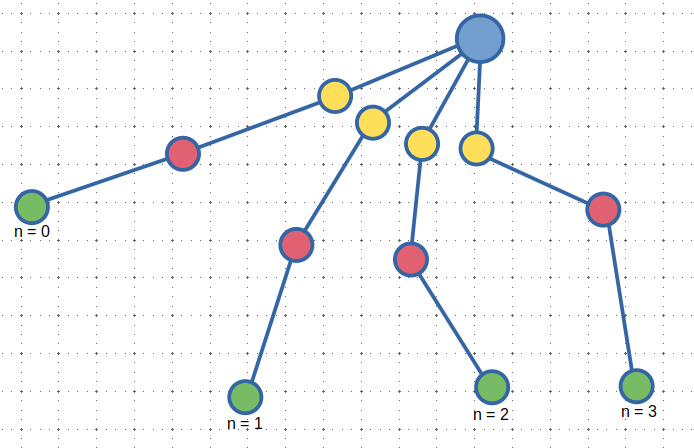 n = 0
n = 1
n = 2
n = 3